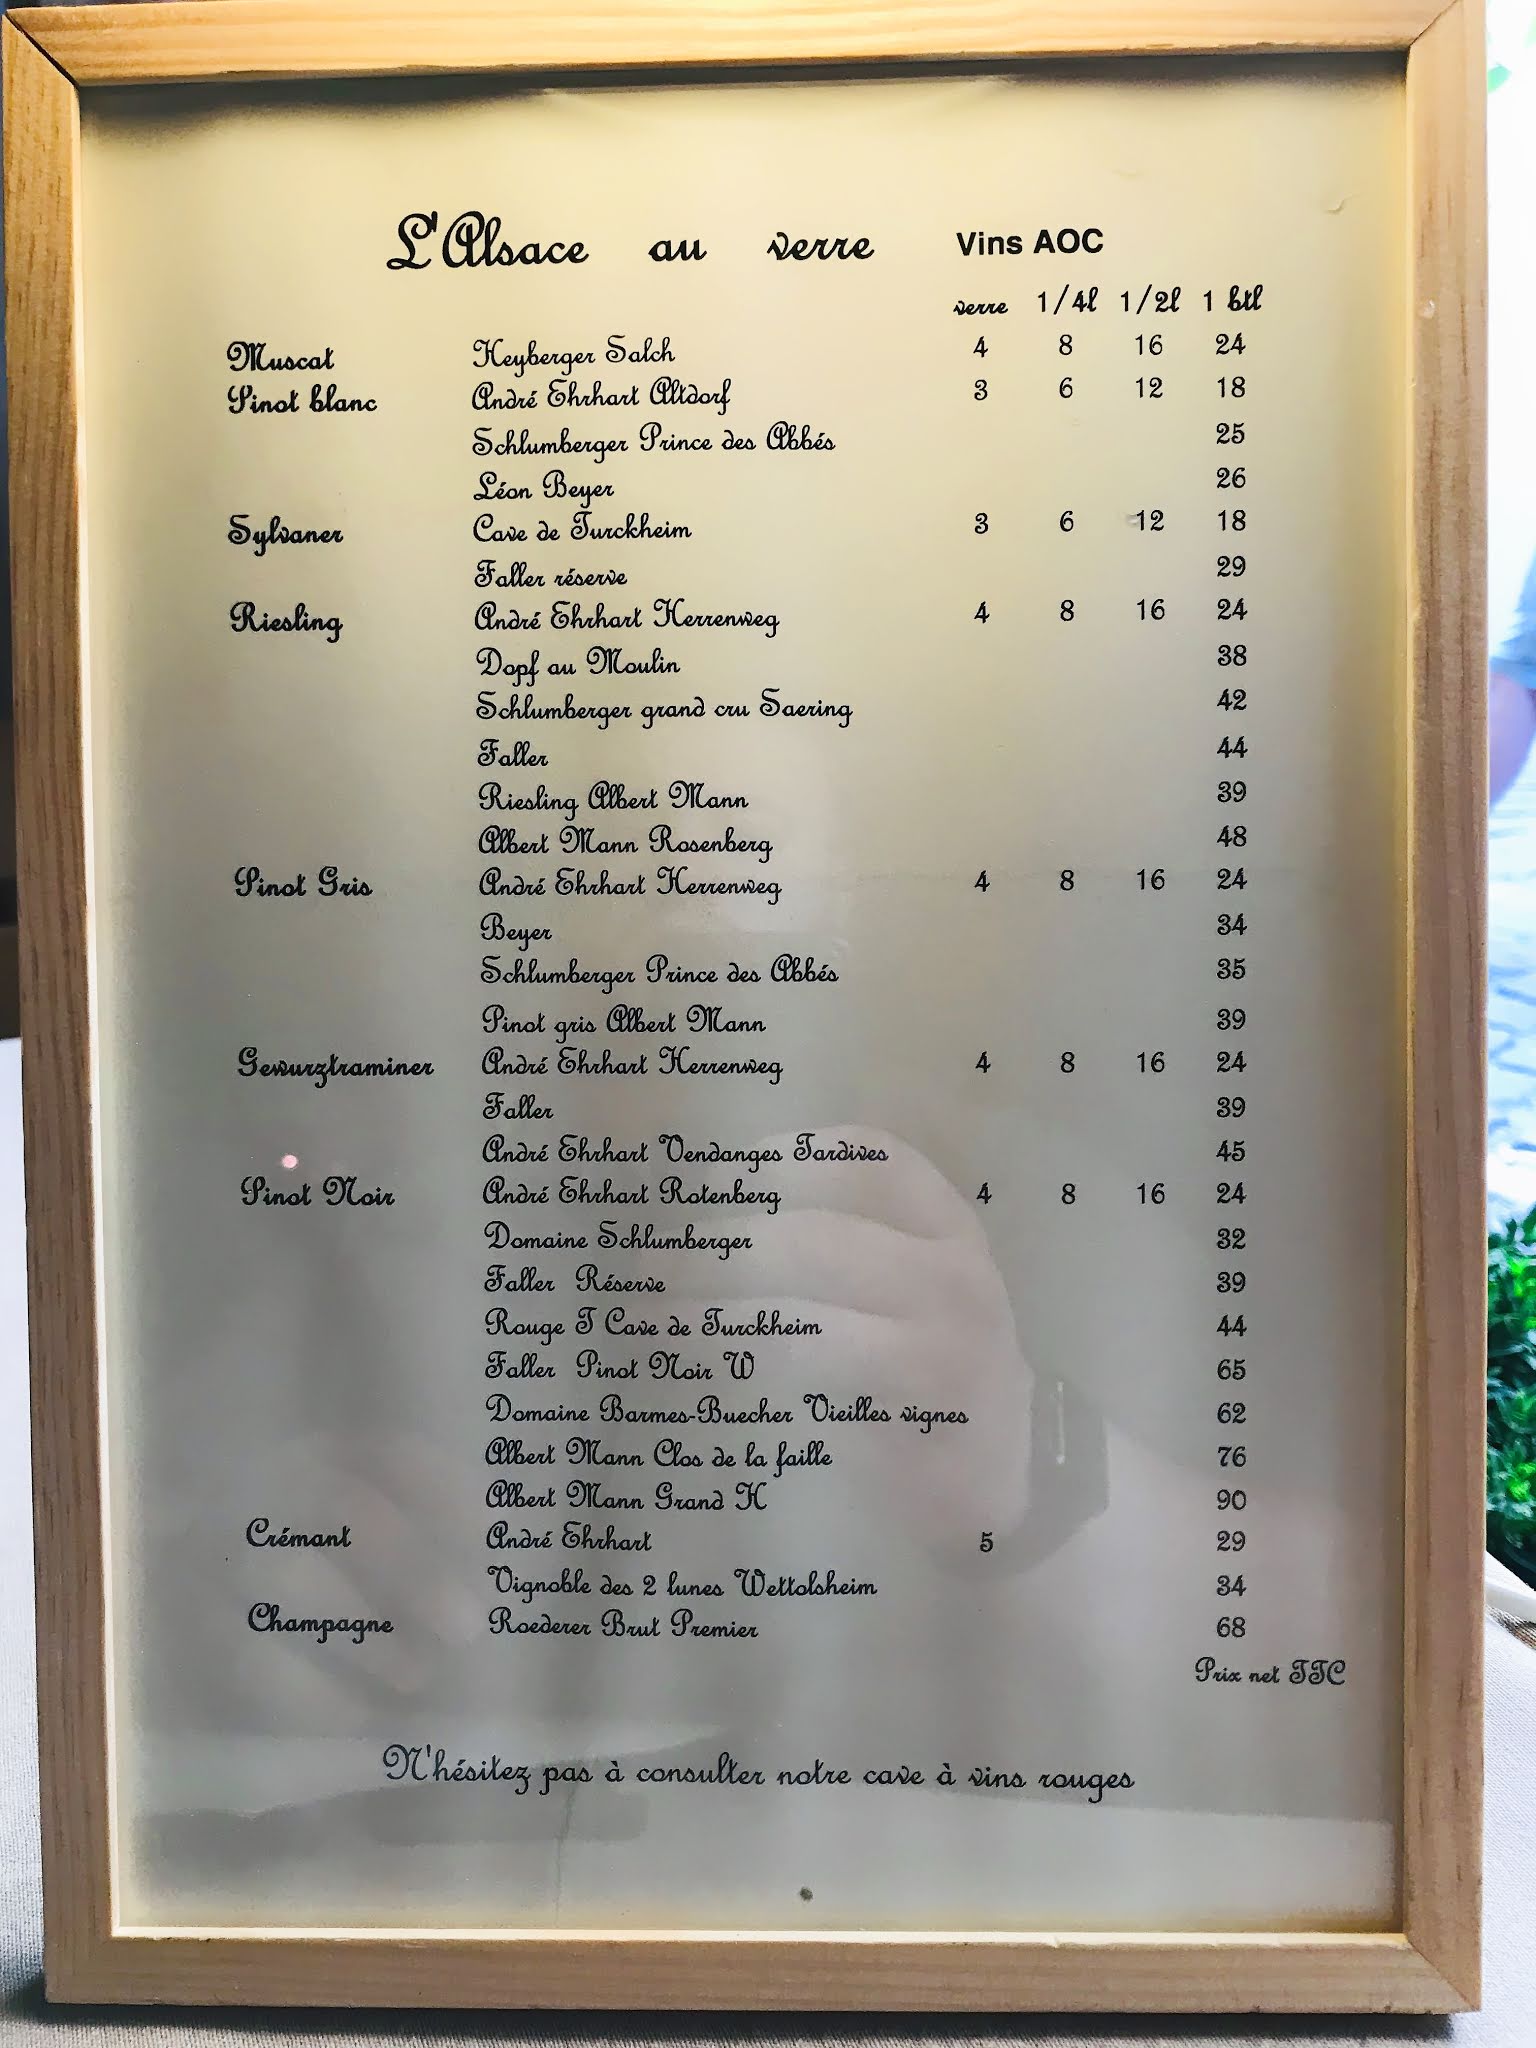 L'Alsace au verre Vins AOC
verre 1/4l 1/2l 1 btl
Muscat Heyberger Salch 4 8 16 24
Pinot blanc André Ehrhart Altdorf 3 6 12 18
Schlumberger Prince des Abbés 25
Léon Beyer 26
Sylvaner Cave de Turckheim 3 6 12 18
Faller réserve 29
Riesling André Ehrhart Herrenweg 4 8 16 24
Dopf au Moulin 38
Schlumberger grand cru Saering 42
Faller 44
Riesling Albert Mann 39
Albert Mann Rosenberg 48
Pinot Gris André Ehrhart Herrenweg 4 8 16 24
Beyer 34
Schlumberger Prince des Abbés 35
Pinot gris Albert Mann 39
Gewurztraminer André Ehrhart Herrenweg 4 8 16 24
Faller 39
André Ehrhart Vendanges Tardives 45
Pinot Noir André Ehrhart Rotenberg 4 8 16 24
Domaine Schlumberger 32
Faller Réserve 39
Rouge T Cave de Turckheim 44
Faller Pinot Noir W 65
Domaine Barmes-Buecher Vieilles vignes 62
Albert Mann Clos de la faille 76
Albert Mann Grand H 90
Crémant André Ehrhart 5 29
Vignoble des 2 lunes Wettolsheim 34
Champagne Roederer Brut Premier 68
Prix net TTC
N'hésitez pas à consulter notre cave à vins rouges